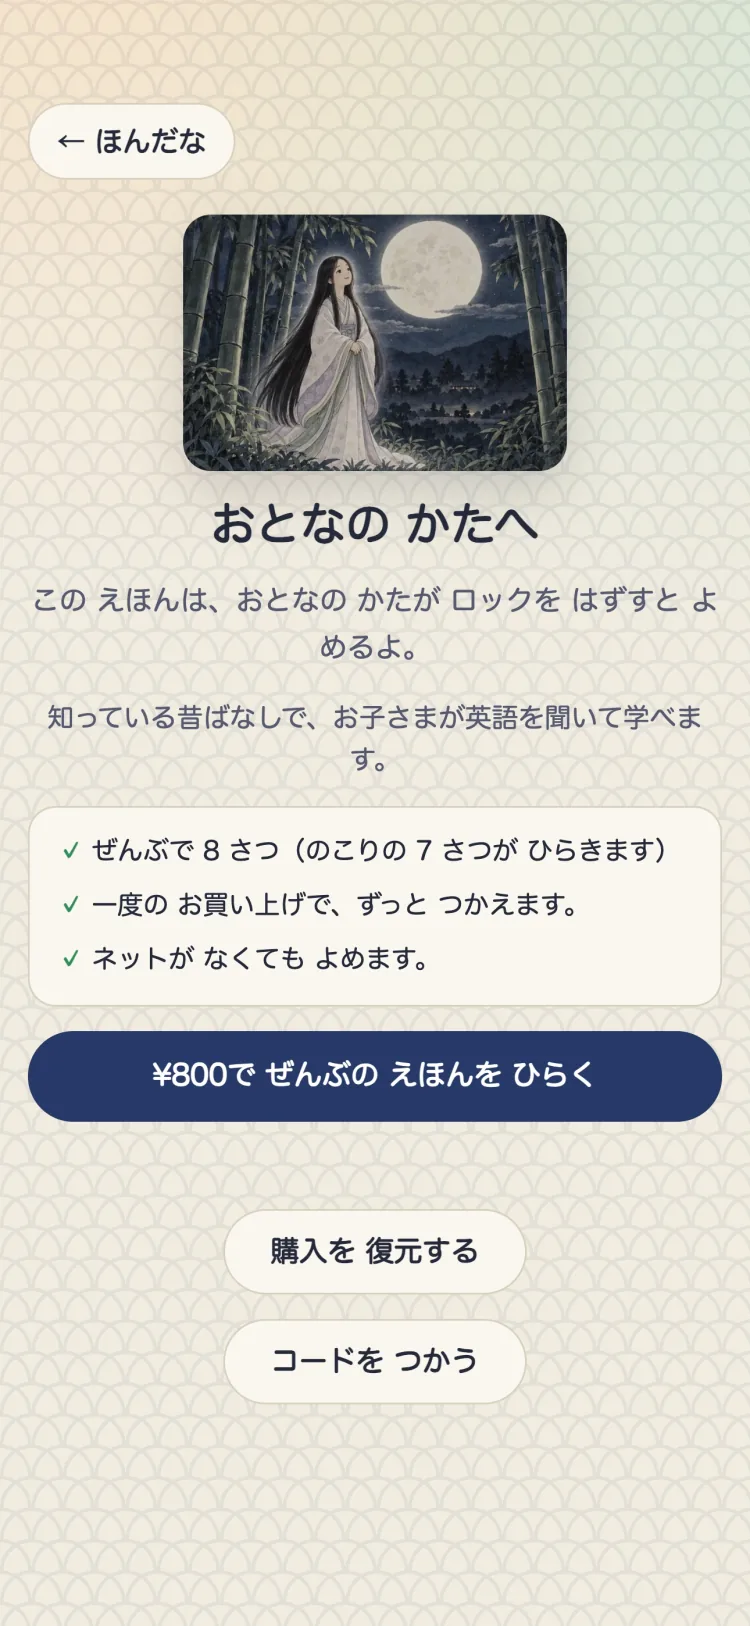 ← ほんだな
おとなの かたへ
この えほんは、おとなの かたが ロックを はずすと よ
めるよ。
知っている昔ばなしで、お子さまが英語を聞いて学べま
す。
✓ ぜんぶで 8 さつ（のこりの 7 さつが ひらきます）
✓ 一度の お買い上げで、ずっと つかえます。
✓ ネットが なくても よめます。
¥800で ぜんぶの えほんを ひらく
購入を 復元する
コードを つかう